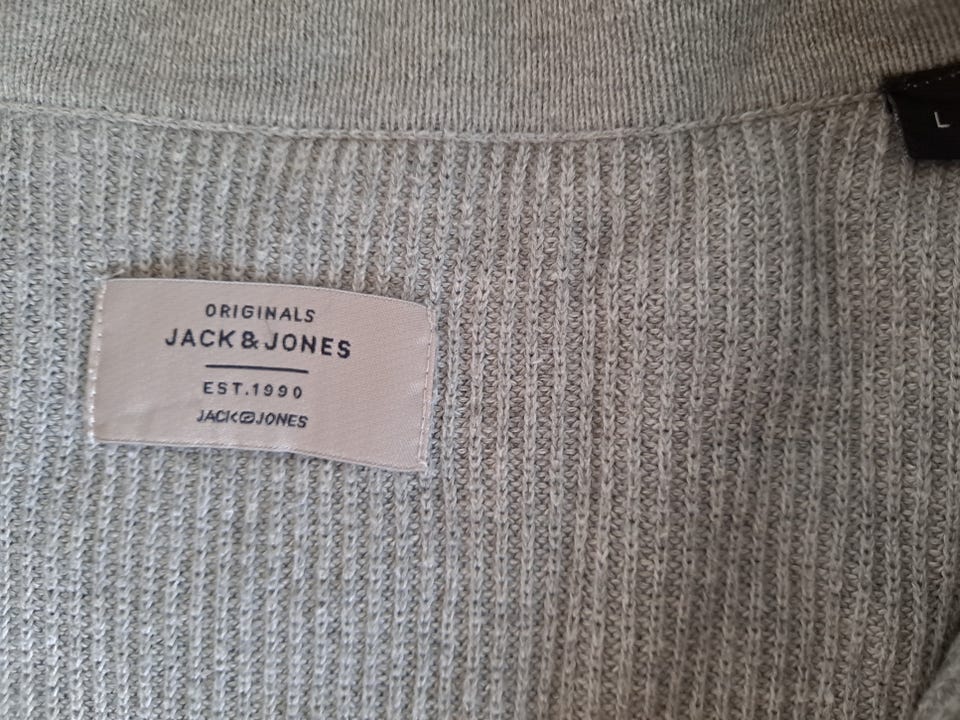 ORIGINALS
JACK&JONES
EST.1990
JACK JONES
L